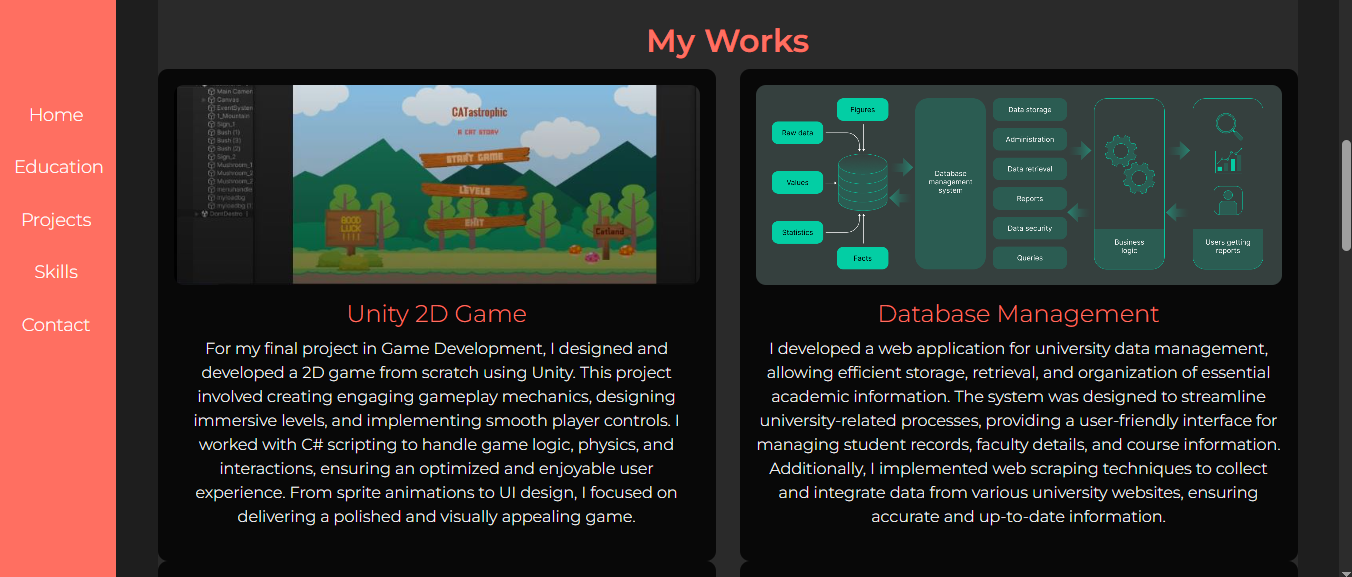 My Works
Home
Education
Projects
Skills
Contact
Main Camer
Canvas
EventSystem
1_Mountain
Sign_1
Bush (1)
Bush (3)
Bush (2)
Sign_2
Mushroom_1
Mushroom_2
Mushroom_2
DontDestro
CATastrophic
A CAT STORY
START GAME
LEVELS
EXIT
GOOD
LUCK
!!!!
Catland
Unity 2D Game
For my final project in Game Development, I designed and
developed a 2D game from scratch using Unity. This project
involved creating engaging gameplay mechanics, designing
immersive levels, and implementing smooth player controls. I
worked with C# scripting to handle game logic, physics, and
interactions, ensuring an optimized and enjoyable user
experience. From sprite animations to UI design, I focused on
delivering a polished and visually appealing game.
Figures
Raw data
Values
Statistics
Facts
Database
management
system
Data storage
Administration
Data retrieval
Reports
Data security
Queries
Business
logic
Users getting
reports
Database Management
I developed a web application for university data management,
allowing efficient storage, retrieval, and organization of essential
academic information. The system was designed to streamline
university-related processes, providing a user-friendly interface for
managing student records, faculty details, and course information.
Additionally, I implemented web scraping techniques to collect
and integrate data from various university websites, ensuring
accurate and up-to-date information.